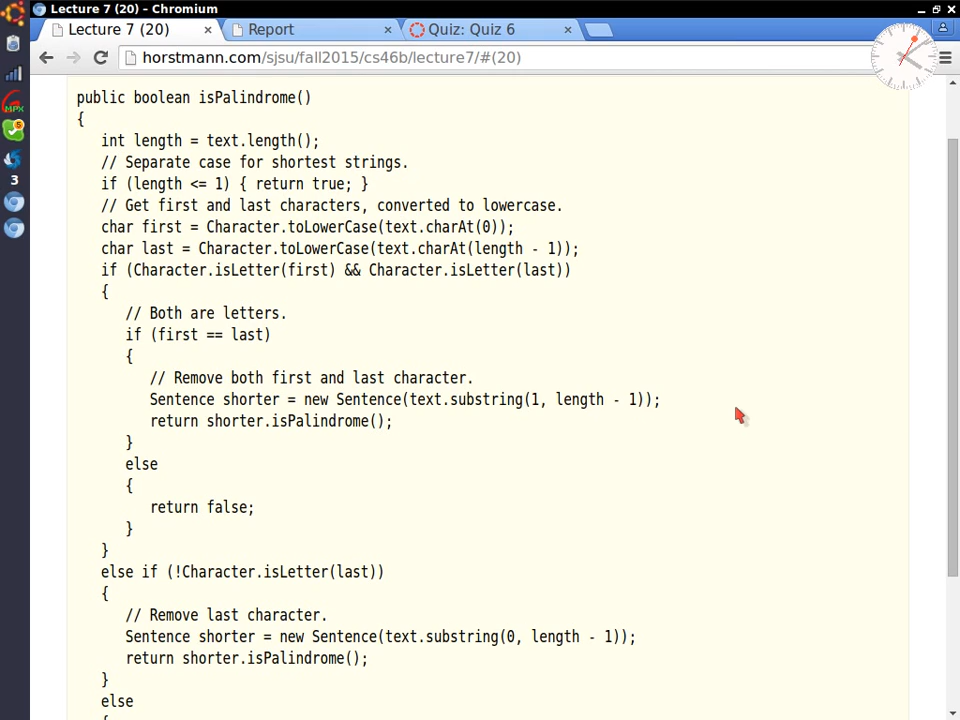 Lecture 7 (20) – Chromium
Lecture 7 (20) ×
Report ×
Quiz: Quiz 6 ×
horstmann.com/sjsu/fall2015/cs46b/lecture7/#(20)
MPX
5
3
public boolean isPalindrome()
{
int length = text.length();
// Separate case for shortest strings.
if (length <= 1) { return true; }
// Get first and last characters, converted to lowercase.
char first = Character.toLowerCase(text.charAt(0));
char last = Character.toLowerCase(text.charAt(length - 1));
if (Character.isLetter(first) && Character.isLetter(last))
{
// Both are letters.
if (first == last)
{
// Remove both first and last character.
Sentence shorter = new Sentence(text.substring(1, length - 1));
return shorter.isPalindrome();
}
else
{
return false;
}
}
else if (!Character.isLetter(last))
{
// Remove last character.
Sentence shorter = new Sentence(text.substring(0, length - 1));
return shorter.isPalindrome();
}
else
{